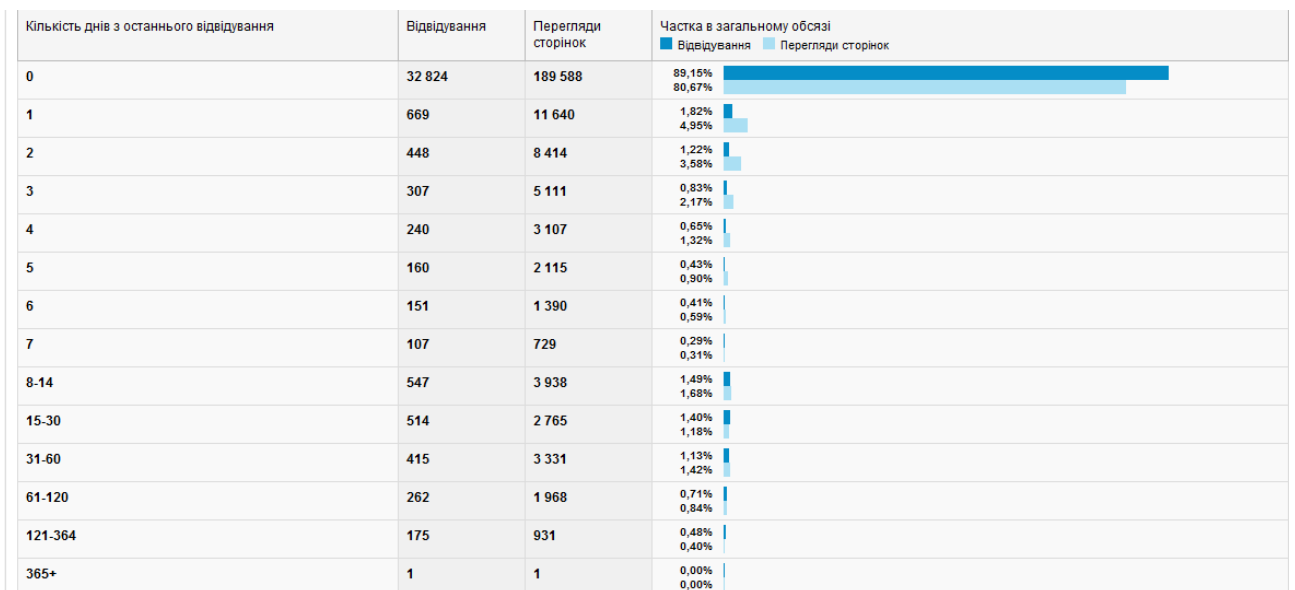 Кількість днів з останнього відвідування Відвідування Перегляди сторінок Частка в загальному обсязі
Відвідування Перегляди сторінок
0 32 824 189 588 89,15%
80,67%
1 669 11 640 1,82%
4,95%
2 448 8 414 1,22%
3,58%
3 307 5 111 0,83%
2,17%
4 240 3 107 0,65%
1,32%
5 160 2 115 0,43%
0,90%
6 151 1 390 0,41%
0,59%
7 107 729 0,29%
0,31%
8-14 547 3 938 1,49%
1,68%
15-30 514 2 765 1,40%
1,18%
31-60 415 3 331 1,13%
1,42%
61-120 262 1 968 0,71%
0,84%
121-364 175 931 0,48%
0,40%
365+ 1 1 0,00%
0,00%